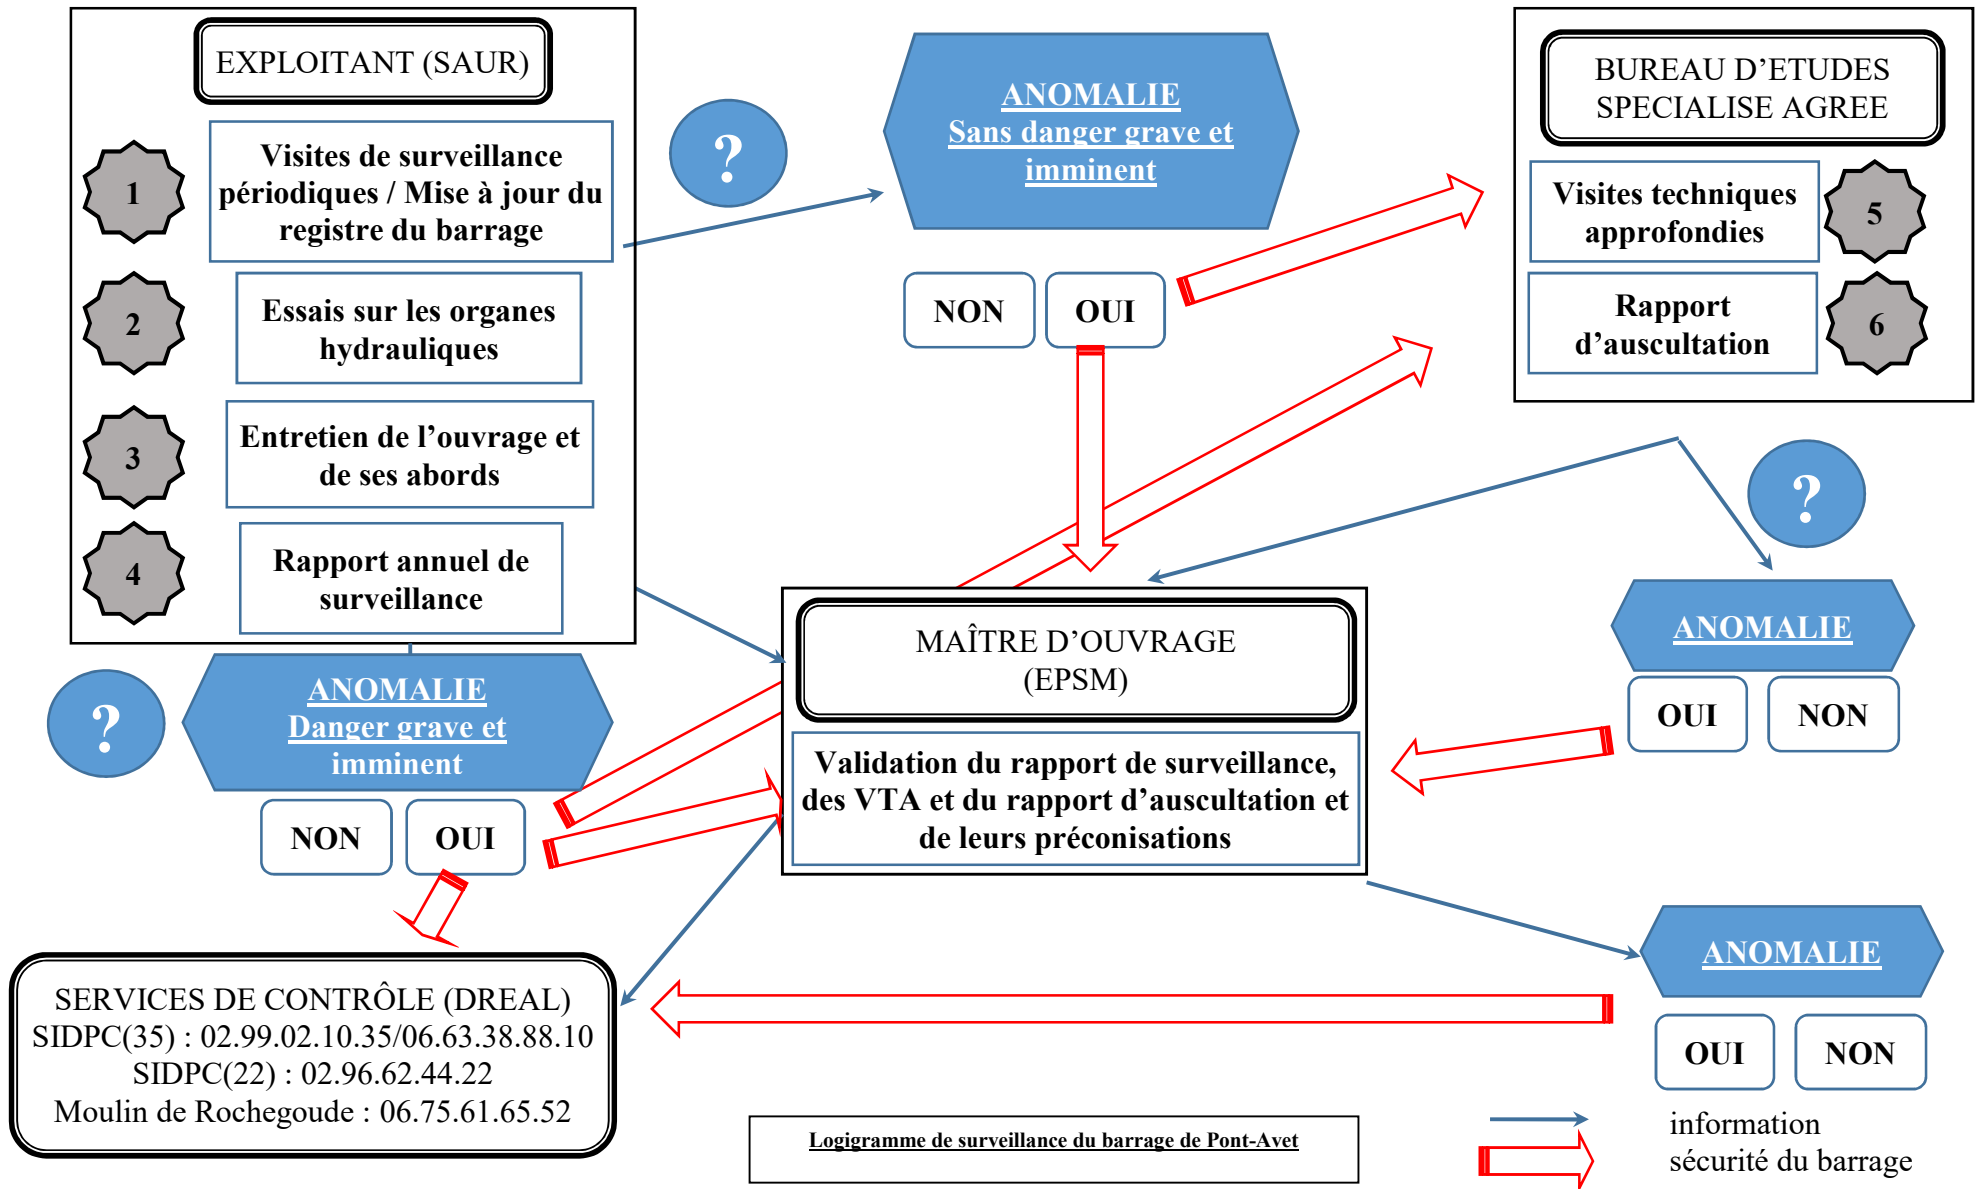 EXPLOITANT (SAUR)
1
Visites de surveillance
périodiques / Mise à jour du
registre du barrage
2
Essais sur les organes
hydrauliques
3
Entretien de l’ouvrage et
de ses abords
4
Rapport annuel de
surveillance
?
ANOMALIE
Sans danger grave et
imminent
NON
OUI
BUREAU D’ETUDES
SPECIALISE AGREE
Visites techniques
approfondies
5
Rapport
d’auscultation
6
?
ANOMALIE
OUI
NON
?
ANOMALIE
Danger grave et
imminent
NON
OUI
MAÎTRE D’OUVRAGE
(EPSM)
Validation du rapport de surveillance,
des VTA et du rapport d’auscultation et
de leurs préconisations
ANOMALIE
OUI
NON
SERVICES DE CONTRÔLE (DREAL)
SIDPC(35) : 02.99.02.10.35/06.63.38.88.10
SIDPC(22) : 02.96.62.44.22
Moulin de Rochegoude : 06.75.61.65.52
Logigramme de surveillance du barrage de Pont-Avet
information
sécurité du barrage